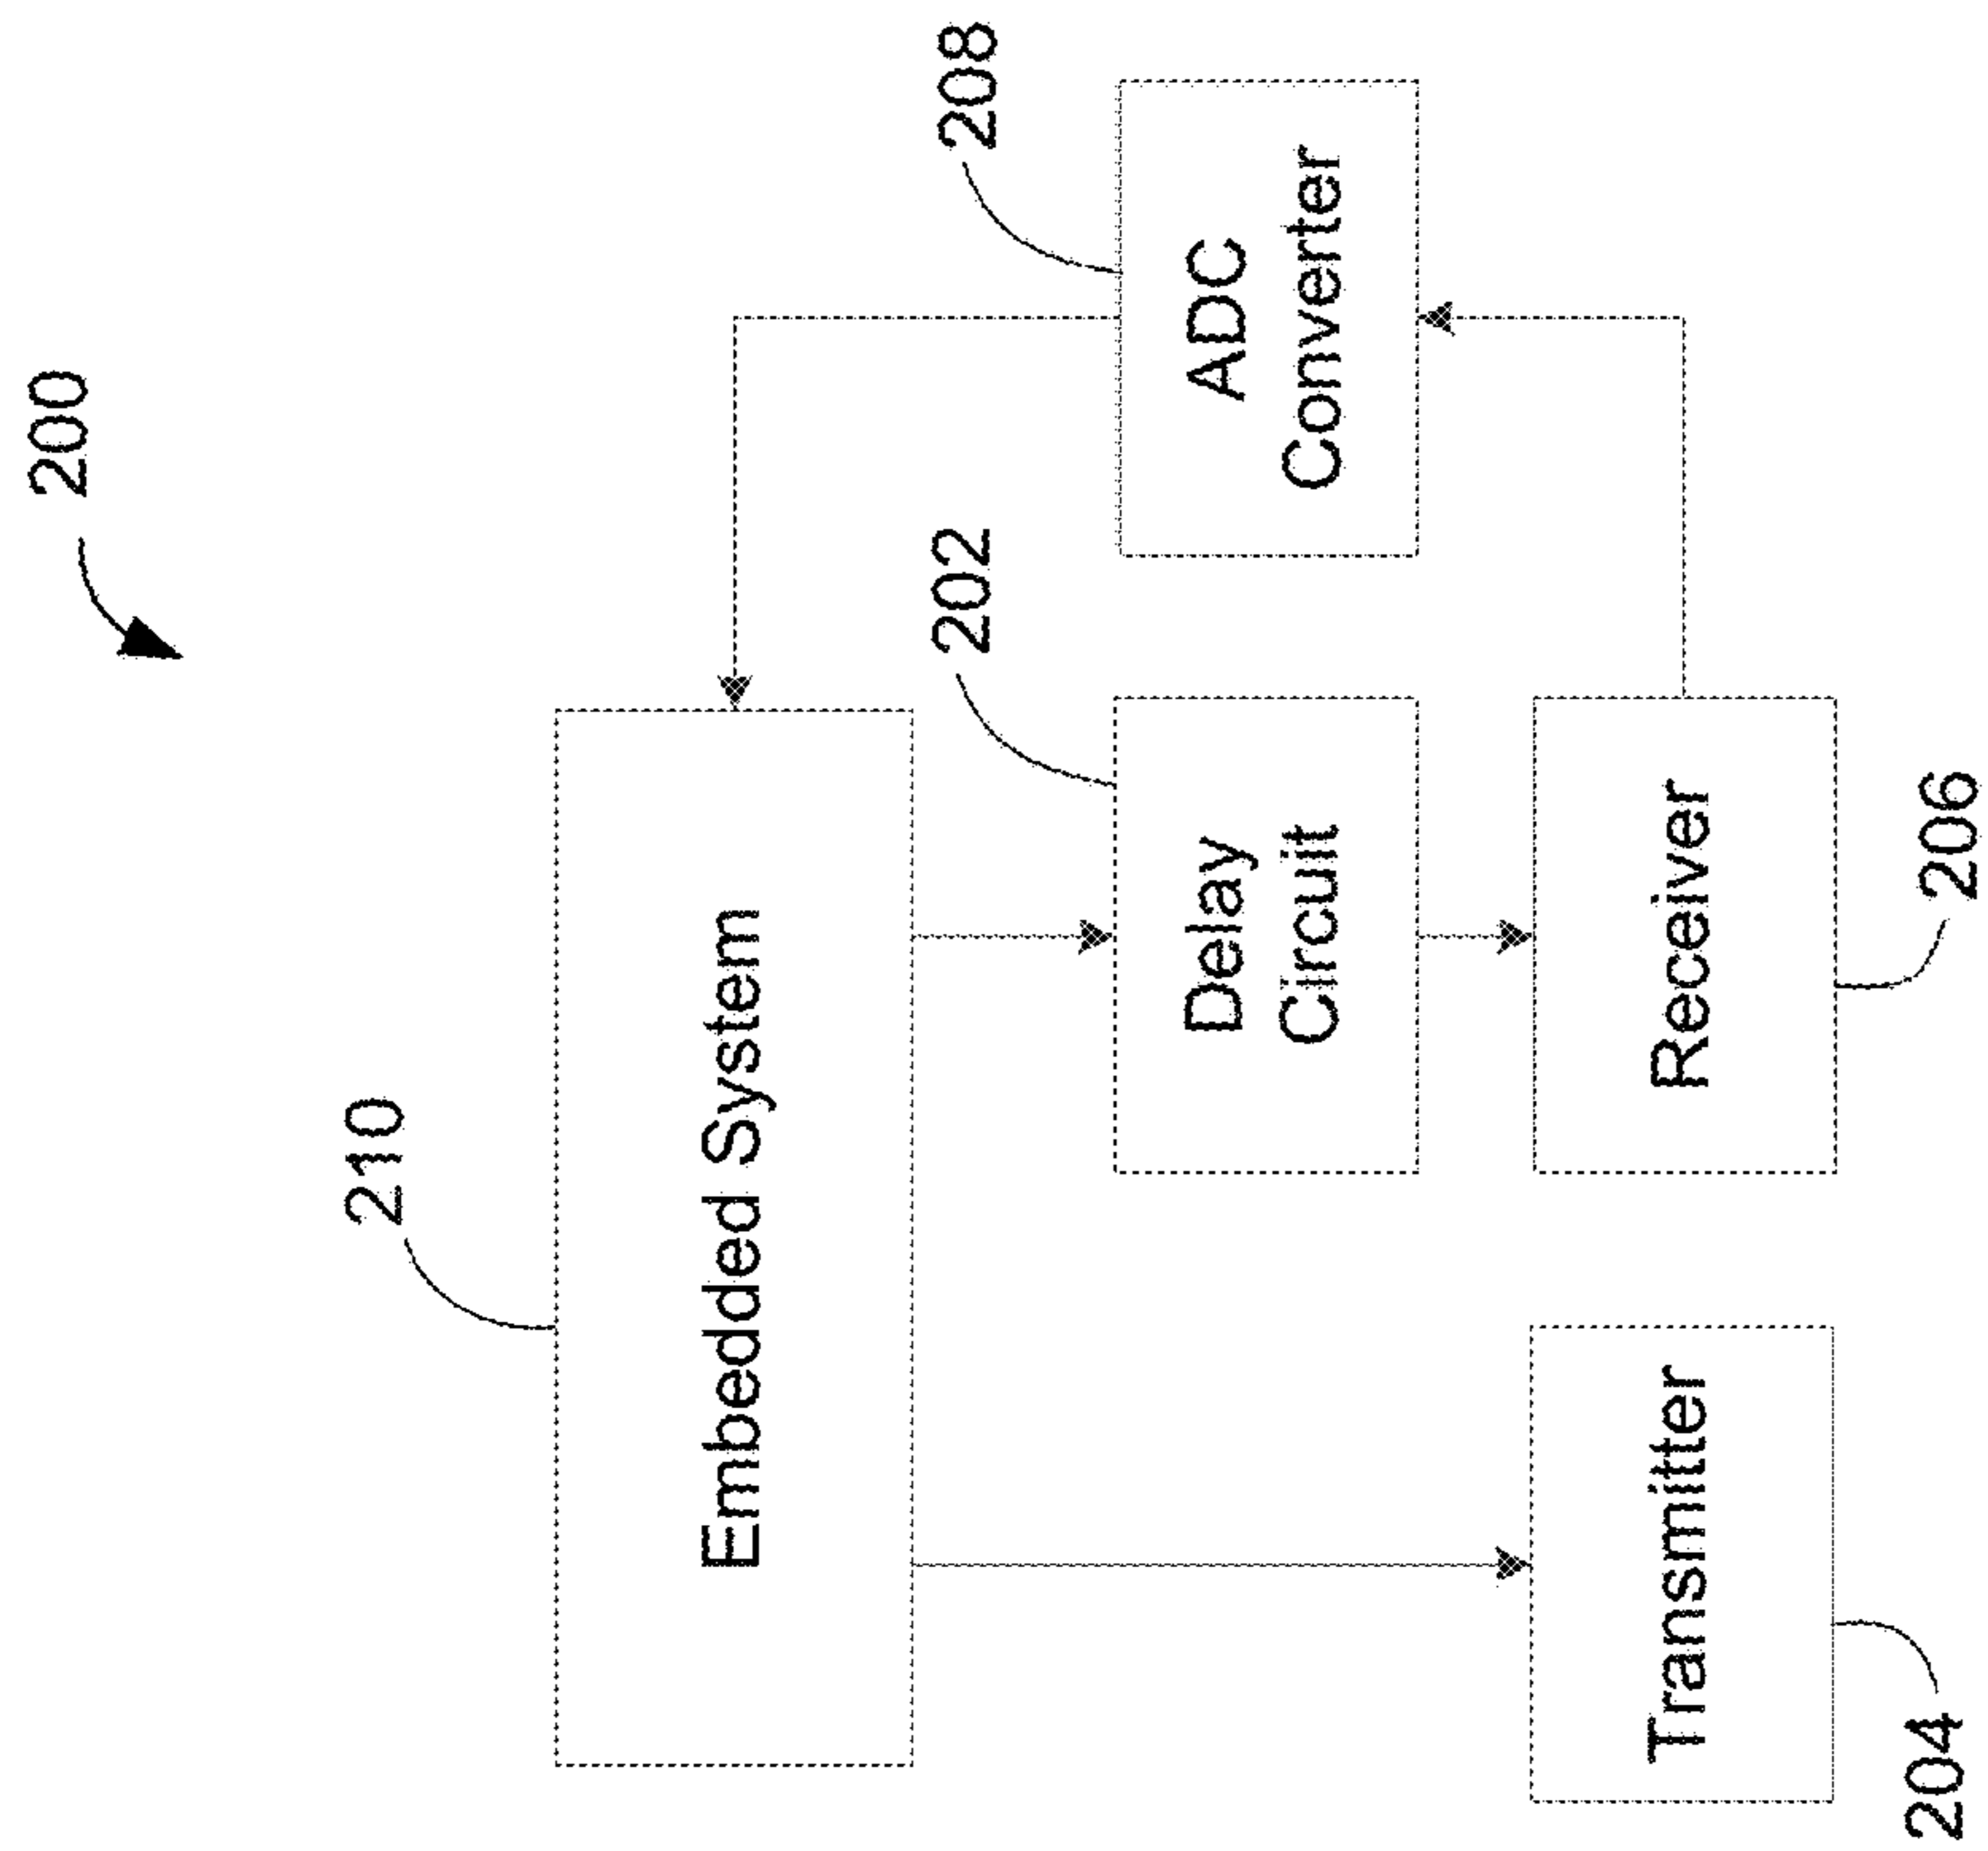 200
210
Embedded System
202
Delay
Circuit
208
ADC
Converter
Transmitter
204
Receiver
206